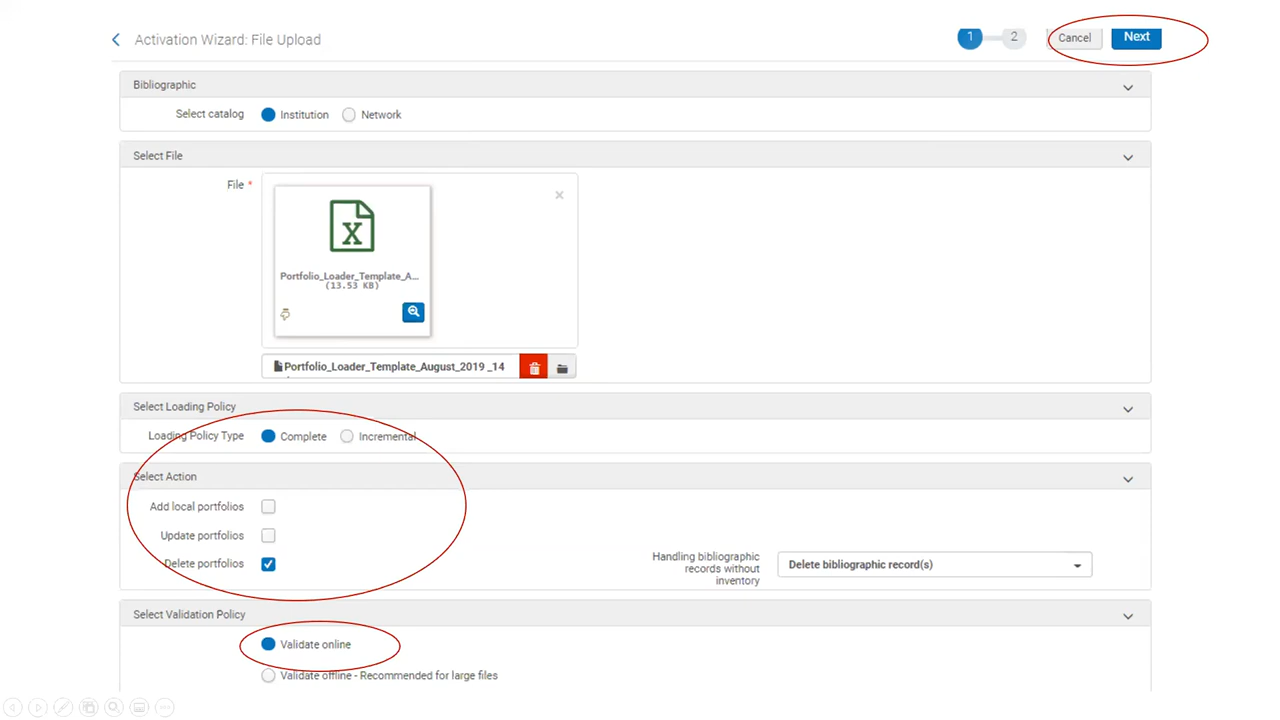 Activation Wizard: File Upload
1
2
Cancel
Next
Bibliographic
Select catalog
Institution
Network
Select File
File *
X
Portfolio_Loader_Template_A...
(13.53 KB)
Portfolio_Loader_Template_August_2019 _14
Select Loading Policy
Loading Policy Type
Complete
Incremental
Select Action
Add local portfolios
Update portfolios
Delete portfolios
Handling bibliographic
records without
inventory
Delete bibliographic record(s)
Select Validation Policy
Validate online
Validate offline - Recommended for large files